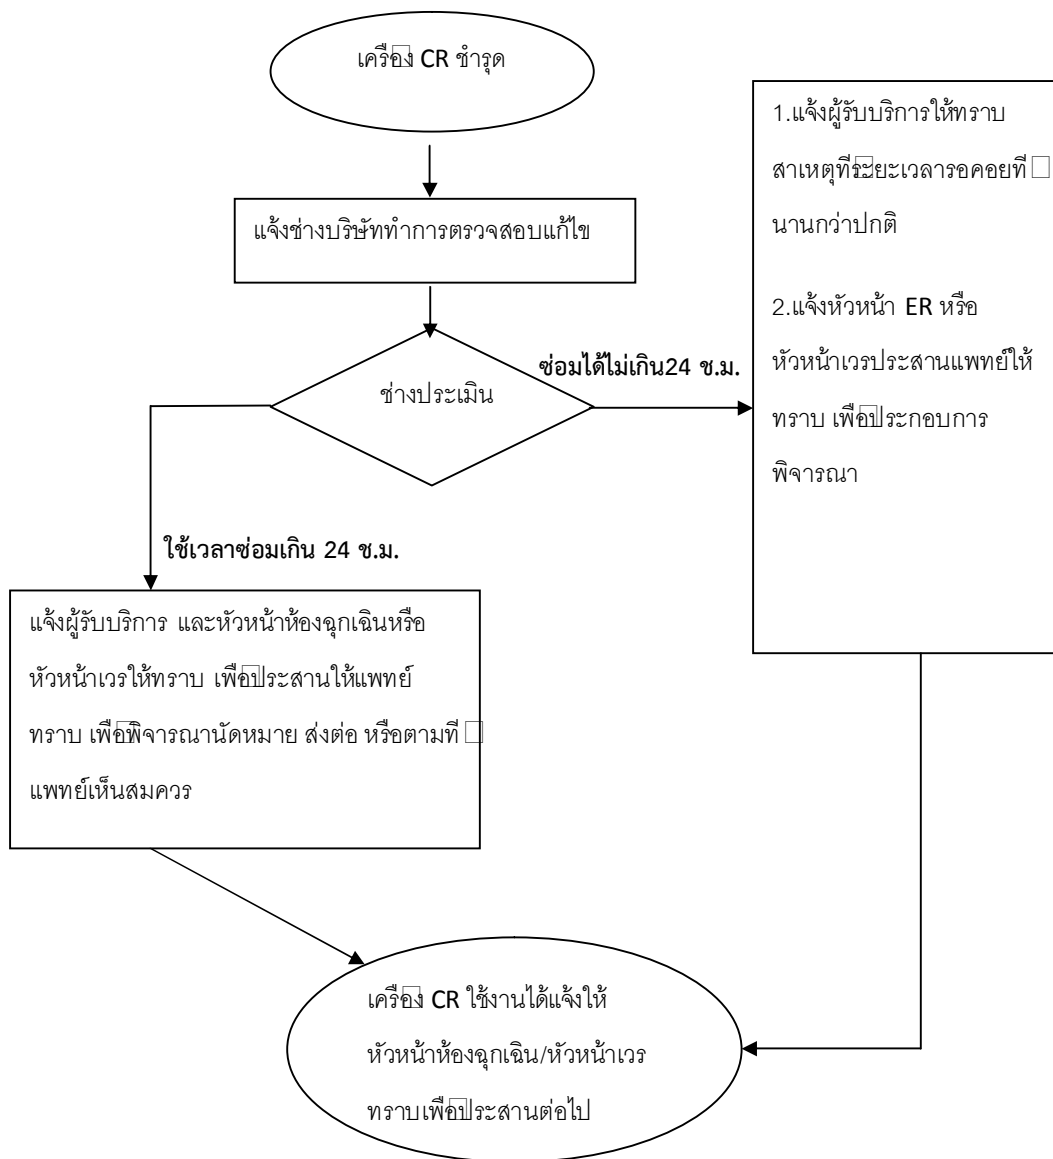 เครื่อง CR ชำรุด
แจ้งช่างบริษัททำการตรวจสอบแก้ไข
ช่างประเมิน
ซ่อมได้ไม่เกิน24 ช.ม.
1.แจ้งผู้รับบริการให้ทราบ
สาเหตุที่ระยะเวลารอคอยที่
นานกว่าปกติ
2.แจ้งหัวหน้า ER หรือ
หัวหน้าเวรประสานแพทย์ให้
ทราบ เพื่อประกอบการ
พิจารณา
ใช้เวลาซ่อมเกิน 24 ช.ม.
แจ้งผู้รับบริการ และหัวหน้าห้องฉุกเฉินหรือ
หัวหน้าเวรให้ทราบ เพื่อประสานให้แพทย์
ทราบ เพื่อพิจารณานัดหมาย ส่งต่อ หรือตามที่
แพทย์เห็นสมควร
เครื่อง CR ใช้งานได้แจ้งให้
หัวหน้าห้องฉุกเฉิน/หัวหน้าเวร
ทราบเพื่อประสานต่อไป